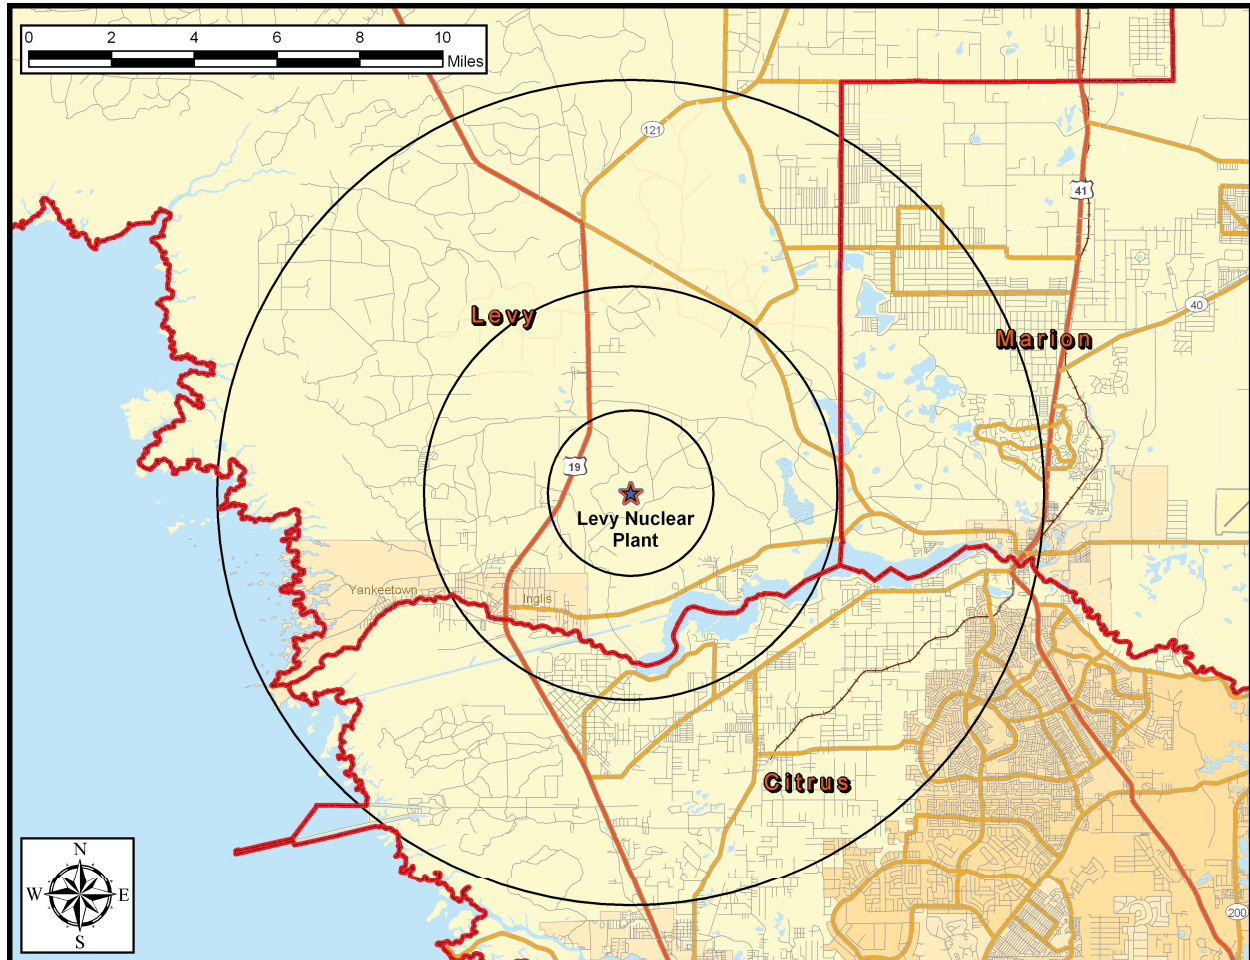 0 2 4 6 8 10
Miles
121
41
40
Levy
Marion
19
Levy Nuclear
Plant
Yankeetown
Inglis
Citrus
N
W E
S
200